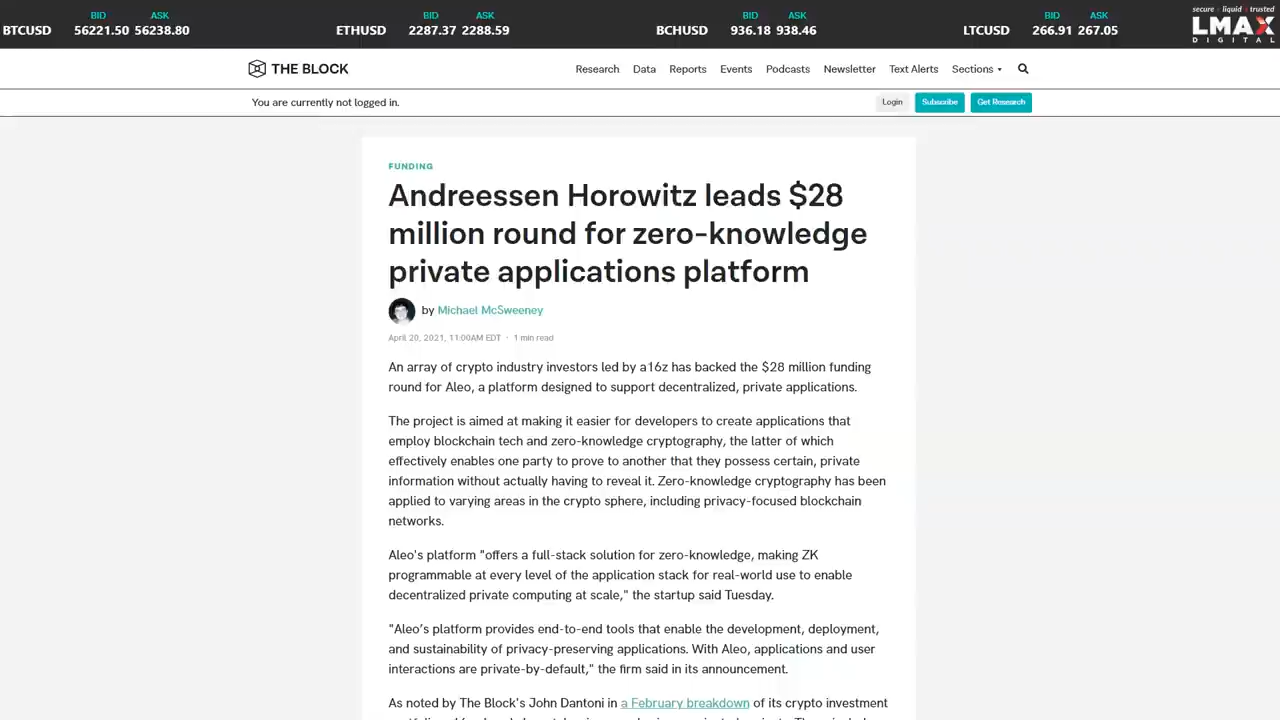 BID ASK BID ASK BID ASK BID ASK secure liquid trusted
BTCUSD 56221.50 56238.80 ETHUSD 2287.37 2288.59 BCHUSD 936.18 938.46 LTCUSD 266.91 267.05 LMAX
DIGITAL
THE BLOCK Research Data Reports Events Podcasts Newsletter Text Alerts Sections
You are currently not logged in. Login Subscribe Get Research
FUNDING
Andreessen Horowitz leads $28
million round for zero-knowledge
private applications platform
by Michael McSweeney
April 20, 2021, 11:00AM EDT · 1 min read
An array of crypto industry investors led by a16z has backed the $28 million funding
round for Aleo, a platform designed to support decentralized, private applications.
The project is aimed at making it easier for developers to create applications that
employ blockchain tech and zero-knowledge cryptography, the latter of which
effectively enables one party to prove to another that they possess certain, private
information without actually having to reveal it. Zero-knowledge cryptography has been
applied to varying areas in the crypto sphere, including privacy-focused blockchain
networks.
Aleo's platform "offers a full-stack solution for zero-knowledge, making ZK
programmable at every level of the application stack for real-world use to enable
decentralized private computing at scale," the startup said Tuesday.
"Aleo’s platform provides end-to-end tools that enable the development, deployment,
and sustainability of privacy-preserving applications. With Aleo, applications and user
interactions are private-by-default," the firm said in its announcement.
As noted by The Block's John Dantoni in a February breakdown of its crypto investment